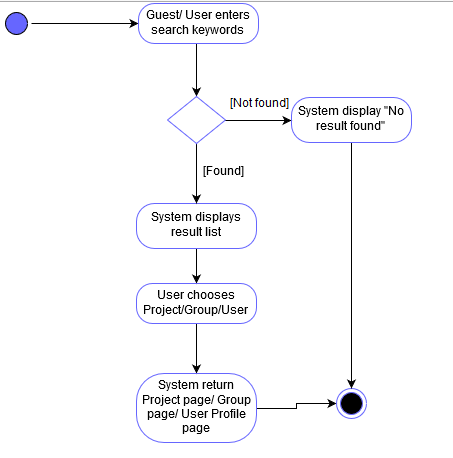 Guest/ User enters
search keywords
[Not found]
System display "No
result found"
[Found]
System displays
result list
User chooses
Project/Group/User
System return
Project page/ Group
page/ User Profile
page